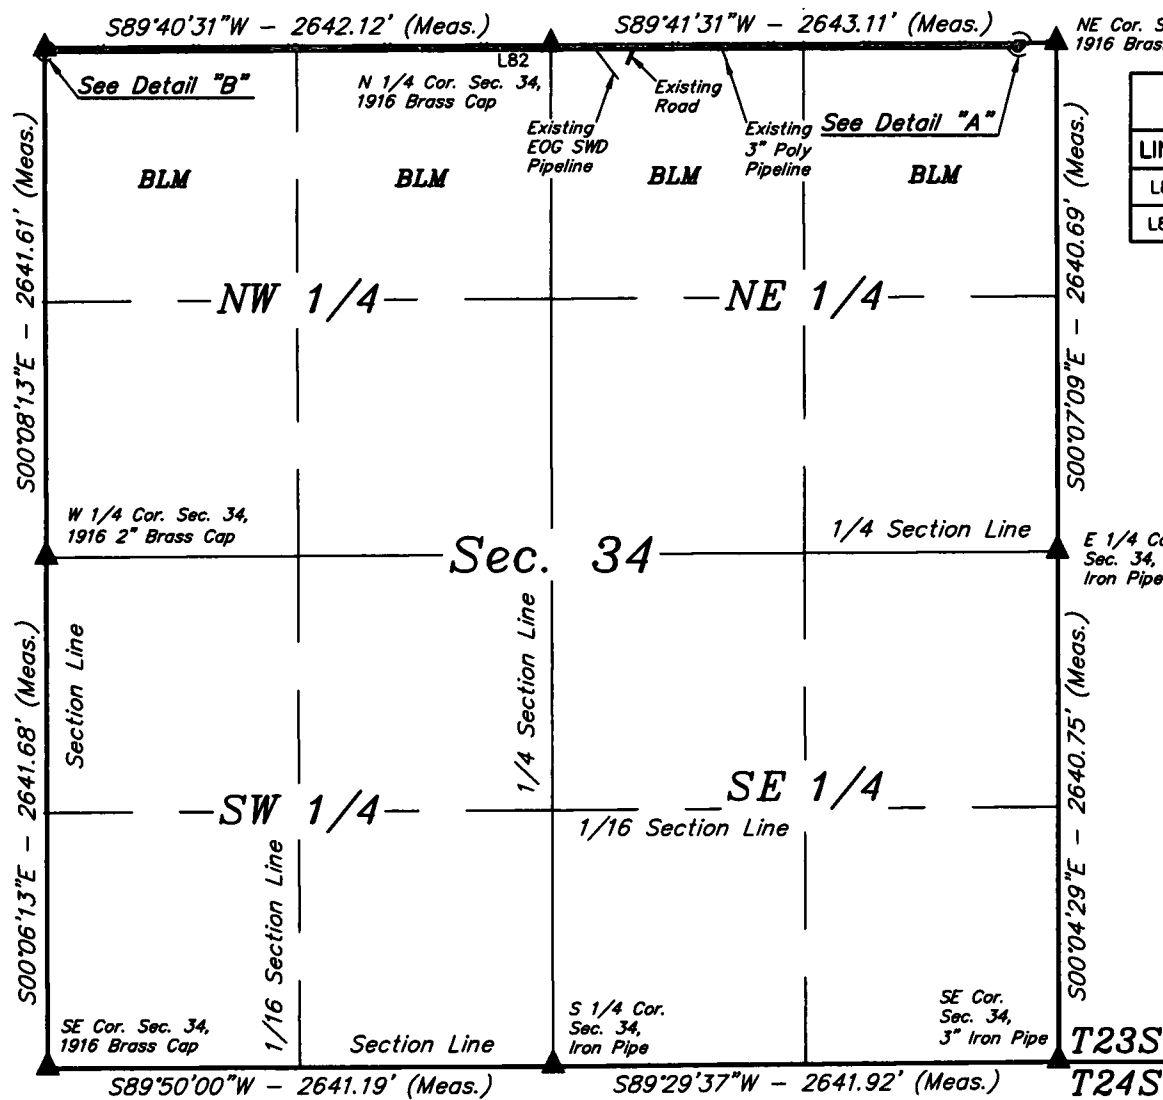 S89°40'31"W - 2642.12' (Meas.)
S89°41'31"W - 2643.11' (Meas.)
NE Cor. S
1916 Bras
L82
See Detail "B"
N 1/4 Cor. Sec. 34,
1916 Brass Cap
Existing
Road
Existing
EOG SWD
Pipeline
Existing
3" Poly
Pipeline
See Detail "A"
LIN
L8
L8
BLM
BLM
BLM
BLM
S00°08'13"E - 2641.61' (Meas.)
S00°07'09"E - 2640.69' (Meas.)
NW 1/4
NE 1/4
W 1/4 Cor. Sec. 34,
1916 2" Brass Cap
1/4 Section Line
Sec. 34
E 1/4 Co
Sec. 34,
Iron Pipe
Section Line
1/4 Section Line
S00°06'13"E - 2641.68' (Meas.)
S00°04'29"E - 2640.75' (Meas.)
SW 1/4
SE 1/4
1/16 Section Line
1/16 Section Line
SE Cor. Sec. 34,
1916 Brass Cap
Section Line
S 1/4 Cor.
Sec. 34,
Iron Pipe
SE Cor.
Sec. 34,
3" Iron Pipe
T23S
T24S
S89°50'00"W - 2641.19' (Meas.)
S89°29'37"W - 2641.92' (Meas.)